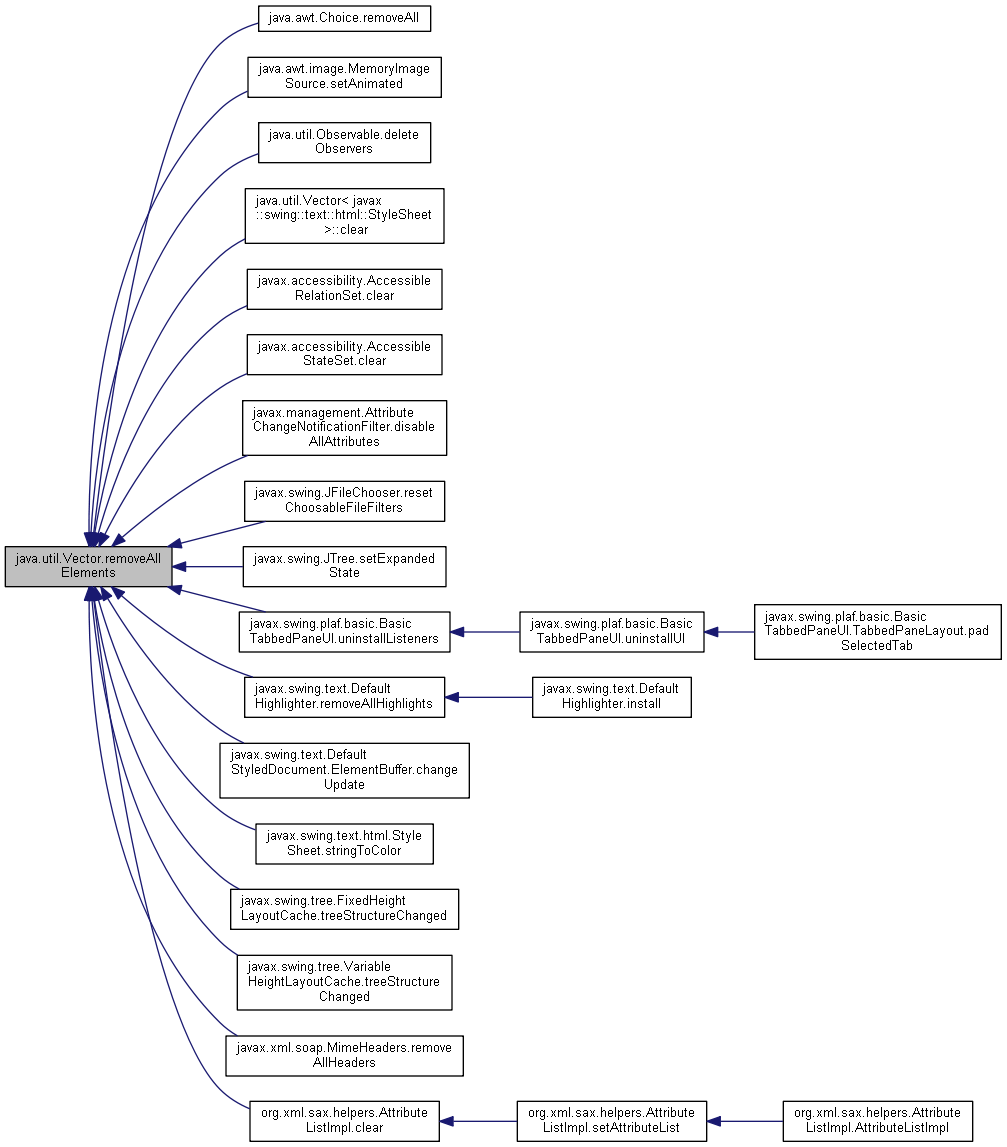 java.awt.Choice.removeAll
java.awt.image.MemoryImage
Source.setAnimated
java.util.Observable.delete
Observers
java.util.Vector< javax
::swing::text::html::StyleSheet
>::clear
javax.accessibility.Accessible
RelationSet.clear
javax.accessibility.Accessible
StateSet.clear
javax.management.Attribute
ChangeNotificationFilter.disable
AllAttributes
javax.swing.JFileChooser.reset
ChoosableFileFilters
java.util.Vector.removeAll
Elements
javax.swing.JTree.setExpanded
State
javax.swing.plaf.basic.Basic
TabbedPaneUI.uninstallListeners
javax.swing.plaf.basic.Basic
TabbedPaneUI.uninstallUI
javax.swing.plaf.basic.Basic
TabbedPaneUI.TabbedPaneLayout.pad
SelectedTab
javax.swing.text.Default
Highlighter.removeAllHighlights
javax.swing.text.Default
Highlighter.install
javax.swing.text.Default
StyledDocument.ElementBuffer.change
Update
javax.swing.text.html.Style
Sheet.stringToColor
javax.swing.tree.FixedHeight
LayoutCache.treeStructureChanged
javax.swing.tree.Variable
HeightLayoutCache.treeStructure
Changed
javax.xml.soap.MimeHeaders.remove
AllHeaders
org.xml.sax.helpers.Attribute
ListImpl.clear
org.xml.sax.helpers.Attribute
ListImpl.setAttributeList
org.xml.sax.helpers.Attribute
ListImpl.AttributeListImpl